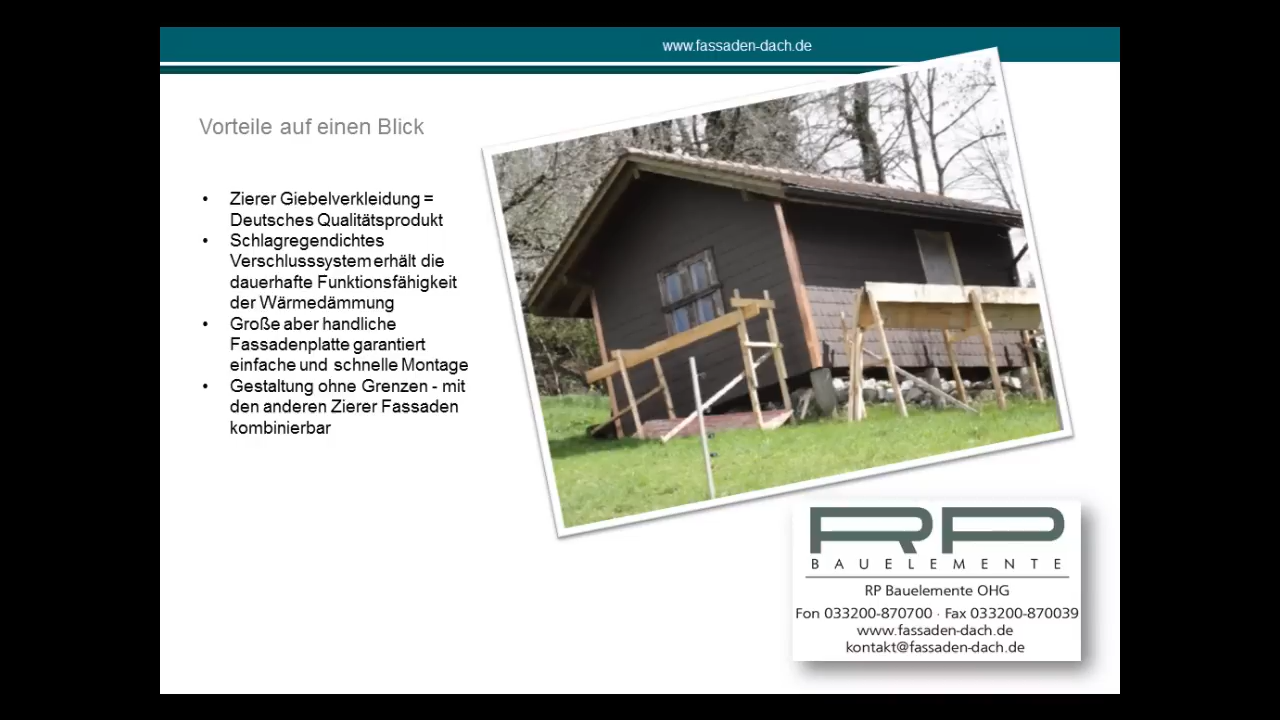 www.fassaden-dach.de
Vorteile auf einen Blick
• Zierer Giebelverkleidung =
Deutsches Qualitätsprodukt
• Schlagregendichtes
Verschlusssystem erhält die
dauerhafte Funktionsfähigkeit
der Wärmedämmung
• Große aber handliche
Fassadenplatte garantiert
einfache und schnelle Montage
• Gestaltung ohne Grenzen - mit
den anderen Zierer Fassaden
kombinierbar
RP
BAUELEMENTE
RP Bauelemente OHG
Fon 033200-870700 · Fax 033200-870039
www.fassaden-dach.de
kontakt@fassaden-dach.de